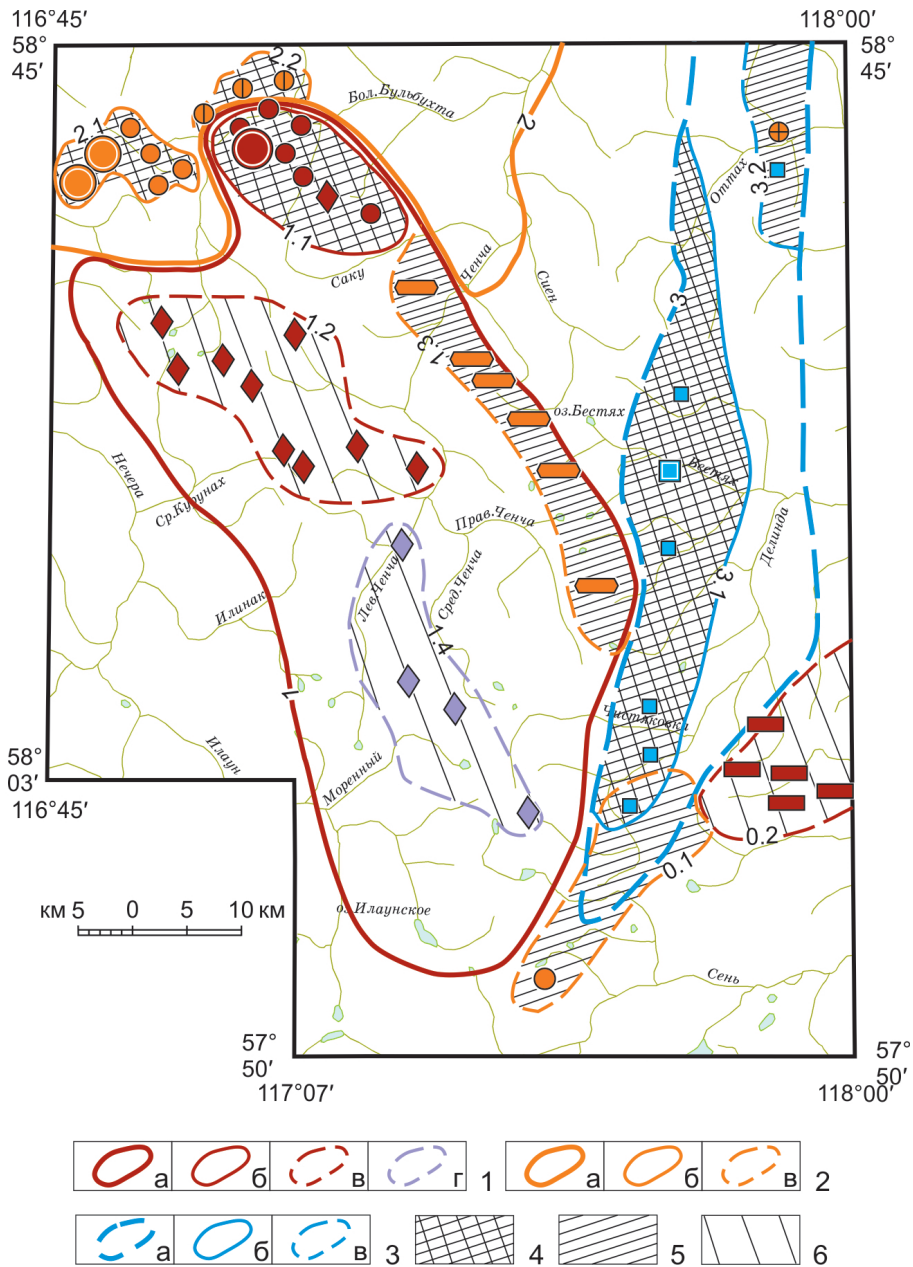 116°45′ 118°00′
58° 58°
45′ 45′
2.2
Бол.Бульбухта
2
2.1
Оттах
3.2
1.1
Саку
Ченча
Сиен
3
1.2
1.3
оз.Бестях
Нечера
Ср.Курунах
Бестях
Прав.Ченча
Делинда
Лев.Ченча
Сред.Ченча
3.1
Илинак
1.4
1
Чистяковки
Илаун
58°
03′
116°45′
Моренный
0.2
0.1
км 5 0 5 10 км
оз.Илаунское
Сень
57° 57°
50′ 50′
117°07′ 118°00′
а б в г 1 а б в 2
а б в 3 4 5 6